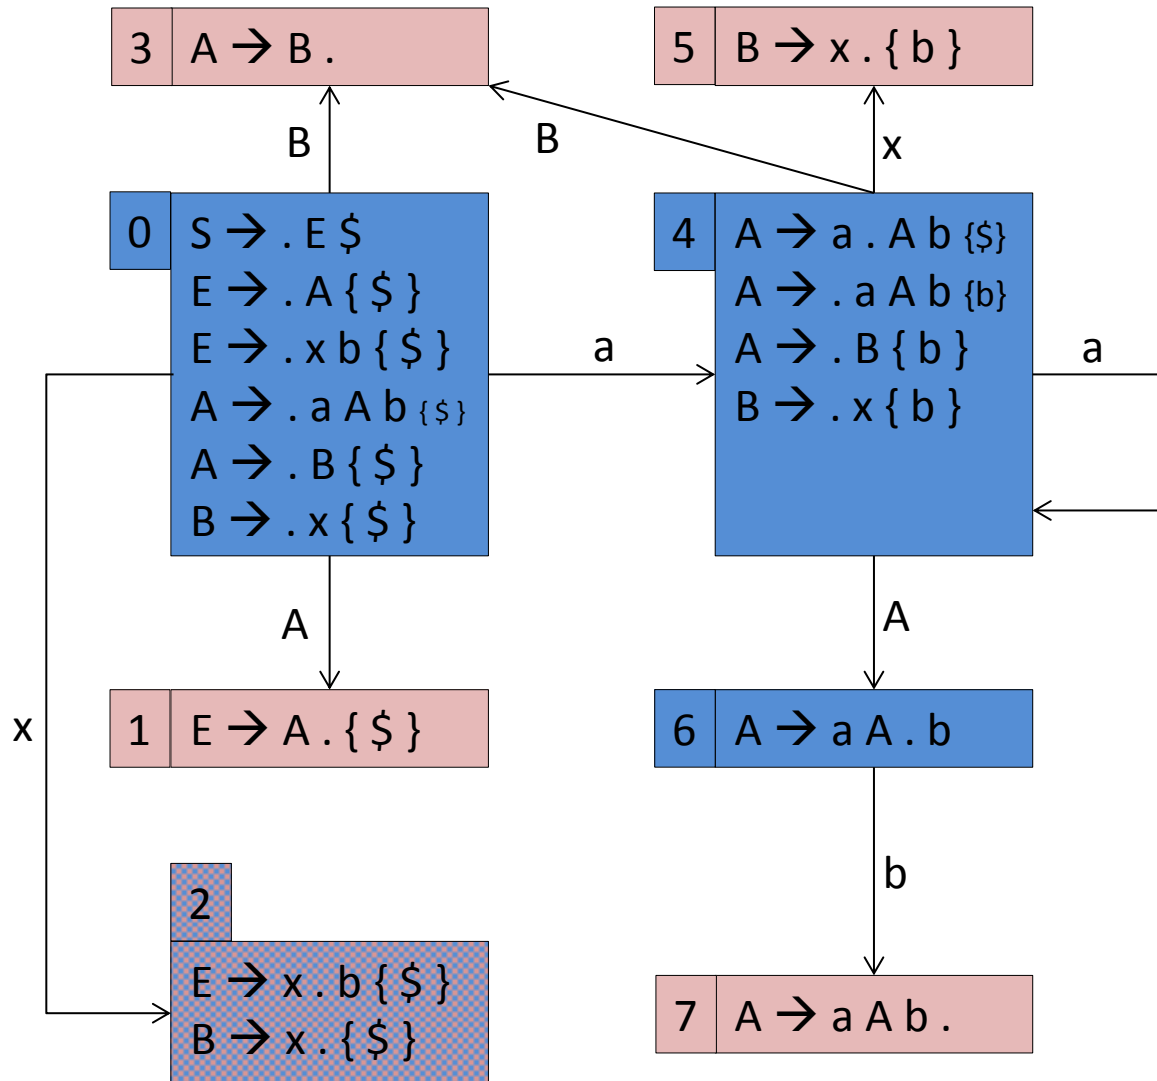 3 A → B .
5 B → x . { b }
B
B
x
0
S → . E $
E → . A { $ }
E → . x b { $ }
A → . a A b { $ }
A → . B { $ }
B → . x { $ }
a
4
A → a . A b {$}
A → . a A b {b}
A → . B { b }
B → . x { b }
a
A
A
x
1 E → A . { $ }
6 A → a A . b
b
2
E → x . b { $ }
B → x . { $ }
7 A → a A b .